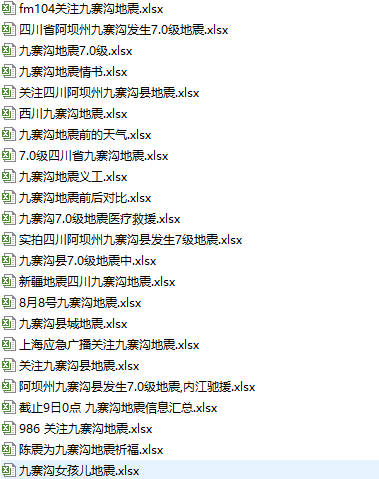 fm104关注九寨沟地震.xlsx
四川省阿坝州九寨沟发生7.0级地震.xlsx
九寨沟地震7.0级.xlsx
九寨沟地震情书.xlsx
关注四川阿坝州九寨沟县地震.xlsx
西川九寨沟地震.xlsx
九寨沟地震前的天气.xlsx
7.0级四川省九寨沟地震.xlsx
九寨沟地震义工.xlsx
九寨沟地震前后对比.xlsx
九寨沟7.0级地震医疗救援.xlsx
实拍四川阿坝州九寨沟县发生7级地震.xlsx
九寨沟县7.0级地震中.xlsx
新疆地震四川九寨沟地震.xlsx
8月8号九寨沟地震.xlsx
九寨沟县城地震.xlsx
上海应急广播关注九寨沟地震.xlsx
关注九寨沟县地震.xlsx
阿坝州九寨沟县发生7.0级地震,内江驰援.xlsx
截止9日0点 九寨沟地震信息汇总.xlsx
986 关注九寨沟地震.xlsx
陈震为九寨沟地震祈福.xlsx
九寨沟女孩儿地震.xlsx